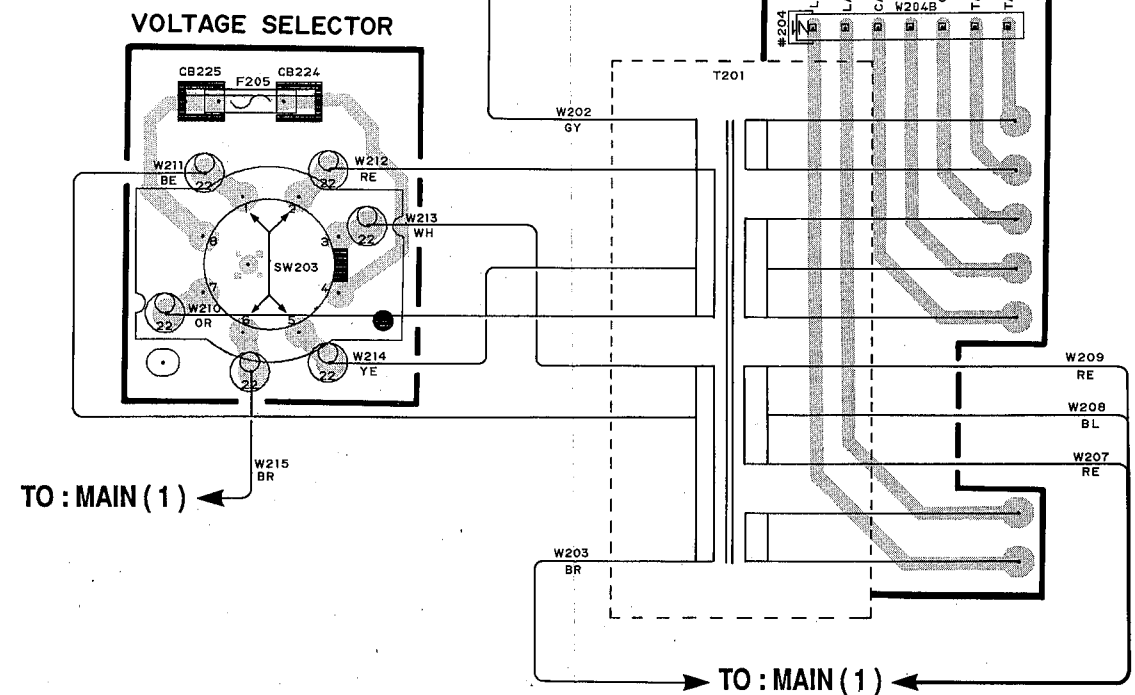 VOLTAGE SELECTOR
CB225
F205
CB224
W211
BE
22
W212
RE
22
W213
WH
22
1
2
3
4
5
6
7
8
SW203
W210
OR
22
W214
YE
22
22
W215
BR
TO : MAIN ( 1 )
#204
W204B
T201
W202
GY
W209
RE
W208
BL
W207
RE
W203
BR
TO : MAIN ( 1 )